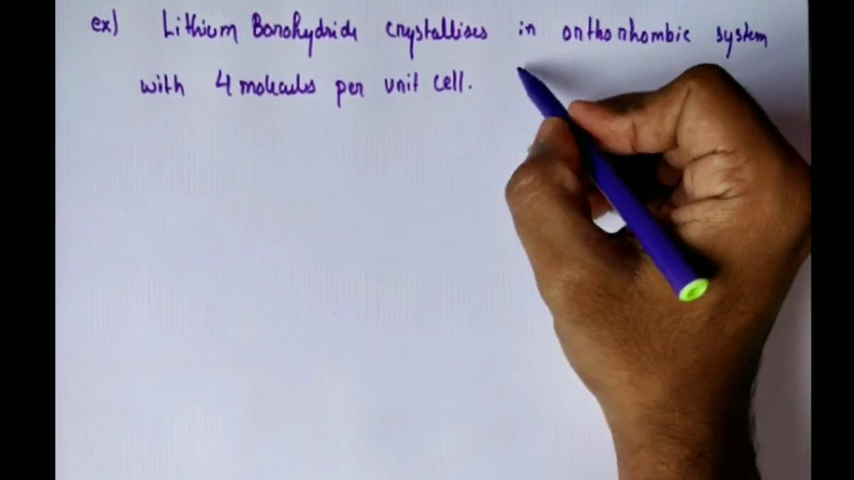 ex) Lithium Borohydride crystallises in orthorhombic system
with 4 molecules per unit cell.